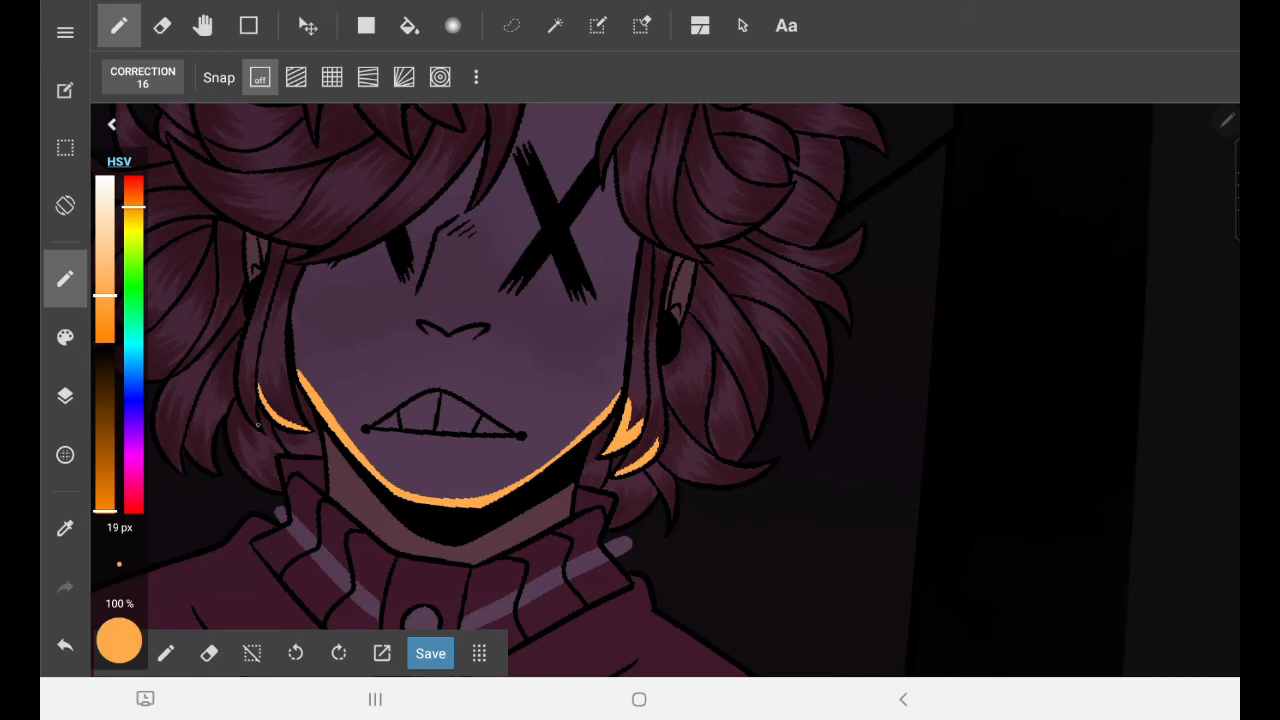 Aa
CORRECTION
16
Snap
off
HSV
19 px
100 %
Save